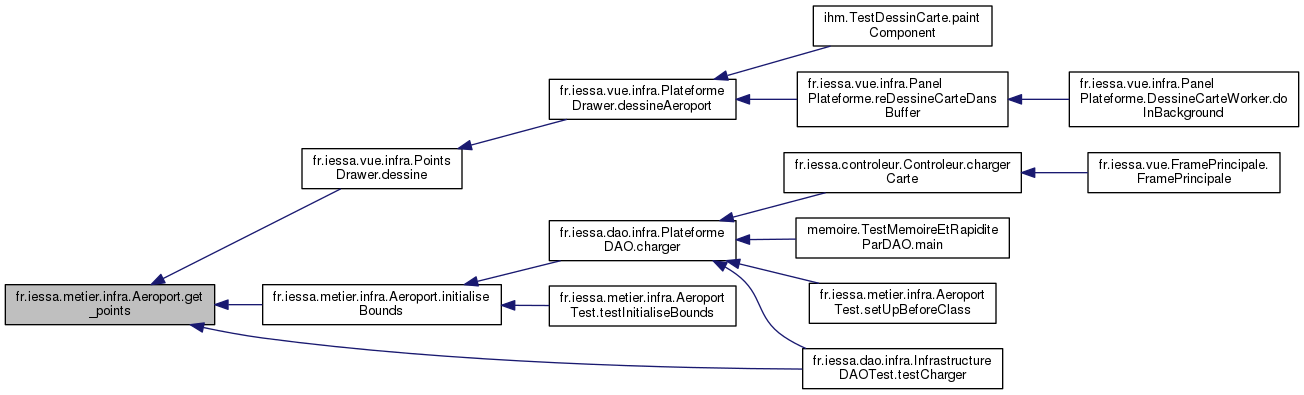 ihm.TestDessinCarte.paint
Component
fr.iessa.vue.infra.Plateforme
Drawer.dessineAeroport
fr.iessa.vue.infra.Panel
Plateforme.reDessineCarteDans
Buffer
fr.iessa.vue.infra.Panel
Plateforme.DessineCarteWorker.do
InBackground
fr.iessa.vue.infra.Points
Drawer.dessine
fr.iessa.controleur.Controleur.charger
Carte
fr.iessa.vue.FramePrincipale.
FramePrincipale
fr.iessa.dao.infra.Plateforme
DAO.charger
memoire.TestMemoireEtRapidite
ParDAO.main
fr.iessa.metier.infra.Aeroport.get
_points
fr.iessa.metier.infra.Aeroport.initialise
Bounds
fr.iessa.metier.infra.Aeroport
Test.testInitialiseBounds
fr.iessa.metier.infra.Aeroport
Test.setUpBeforeClass
fr.iessa.dao.infra.Infrastructure
DAOTest.testCharger